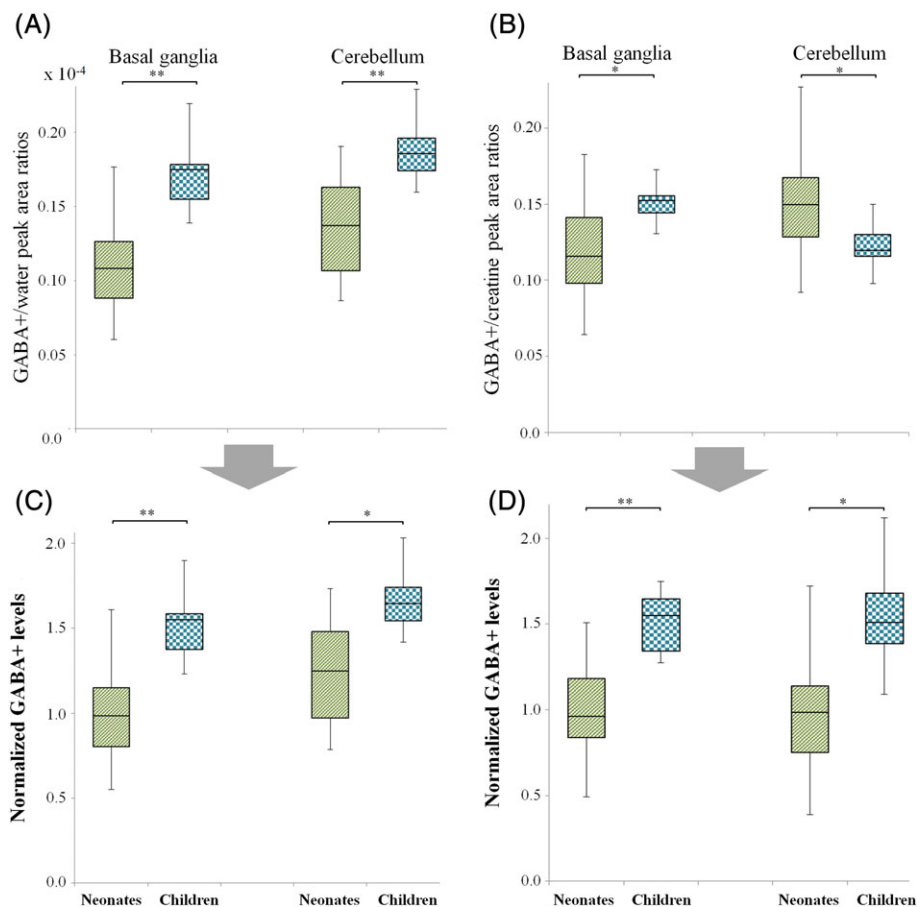 (A)
Basal ganglia
Cerebellum
x 10-4
**
**
0.20
0.15
0.10
0.05
0.0
GABA+/water peak area ratios
(B)
Basal ganglia
Cerebellum
*
*
0.20
0.15
0.10
0.05
0.0
GABA+/creatine peak area ratios
(C)
**
*
2.0
1.5
1.0
0.5
0.0
Normalized GABA+ levels
Neonates
Children
Neonates
Children
(D)
**
*
2.0
1.5
1.0
0.5
0.0
Normalized GABA+ levels
Neonates
Children
Neonates
Children